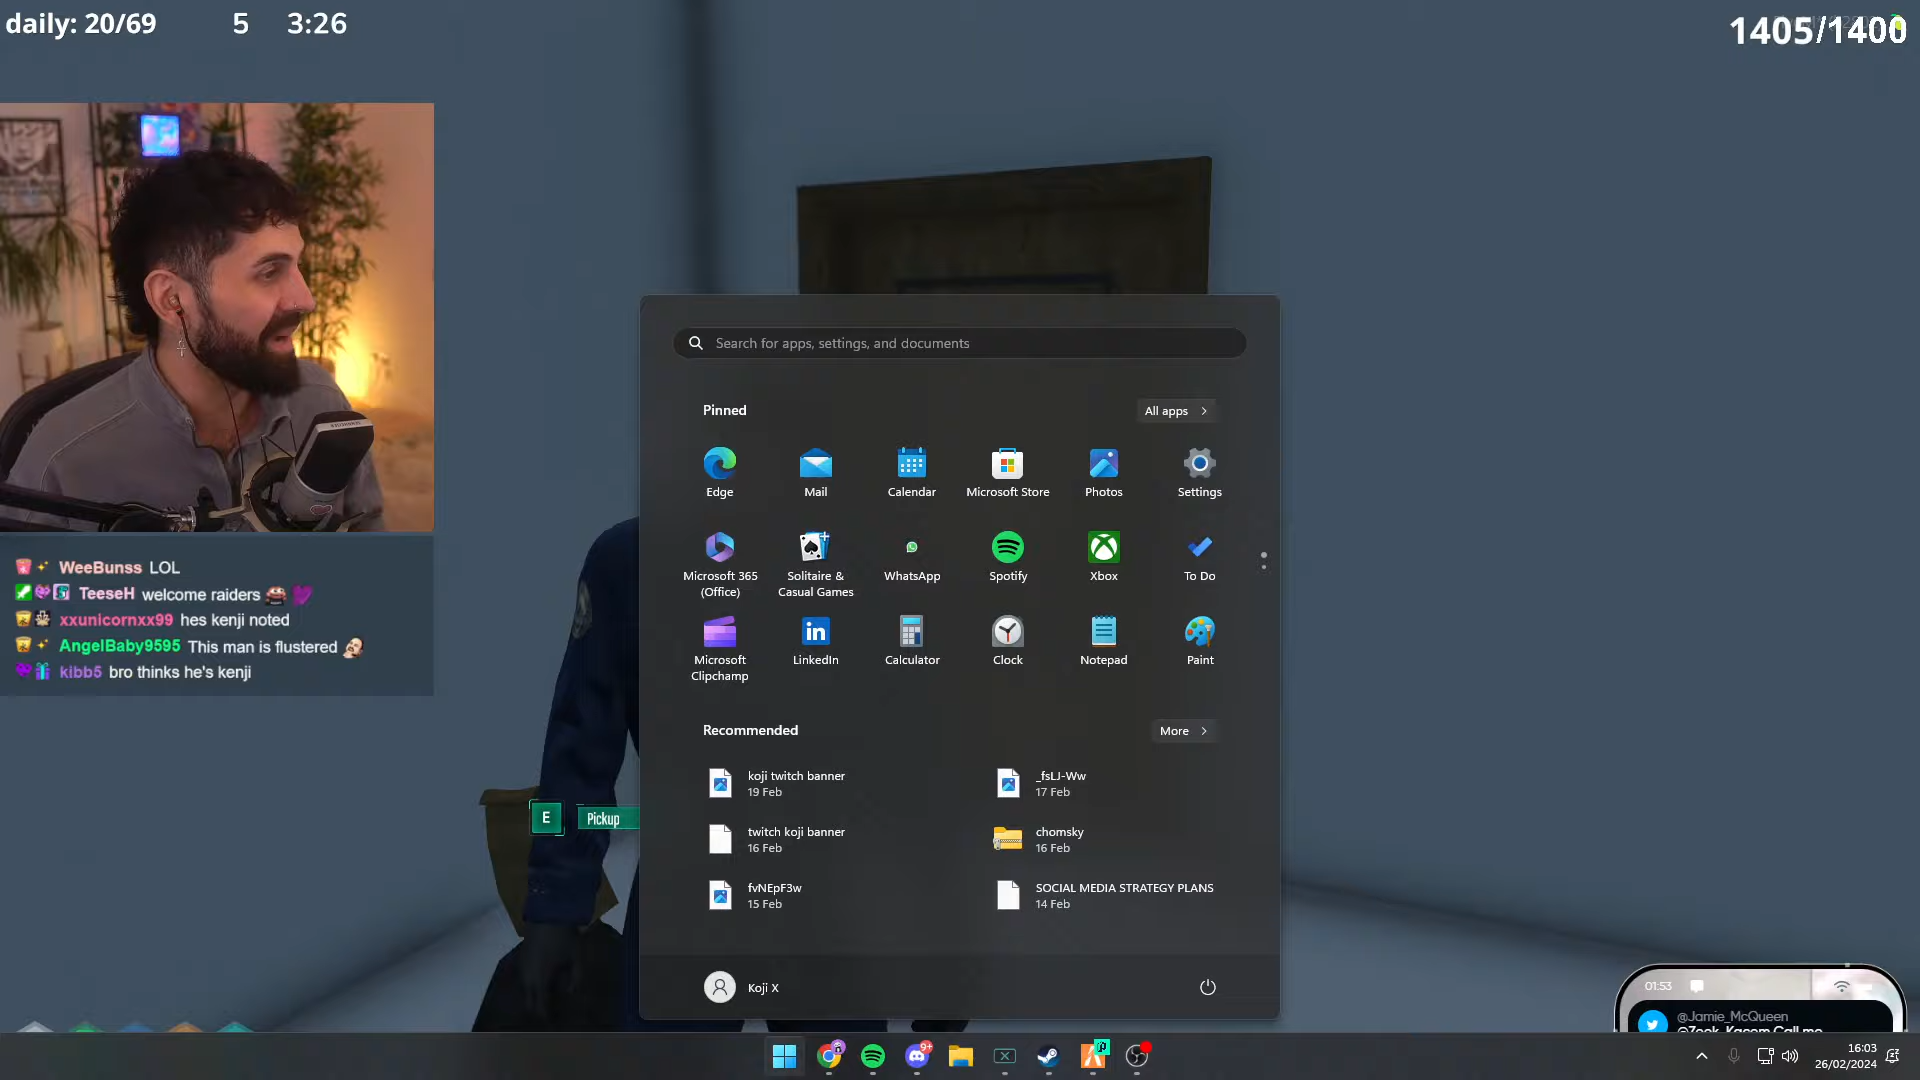 daily: 20/69 5 3:26
1405/1400
WeeBunss LOL
TeeseH welcome raiders
xxunicornxx99 hes kenji noted
AngelBaby9595 This man is flustered
kibb5 bro thinks he's kenji
Search for apps, settings, and documents
Pinned
All apps
Edge
Mail
Calendar
Microsoft Store
Photos
Settings
Microsoft 365
(Office)
Solitaire &
Casual Games
WhatsApp
Spotify
Xbox
To Do
Microsoft
Clipchamp
LinkedIn
Calculator
Clock
Notepad
Paint
Recommended
More
koji twitch banner
19 Feb
_fsLJ-Ww
17 Feb
twitch koji banner
16 Feb
chomsky
16 Feb
fvNEpF3w
15 Feb
SOCIAL MEDIA STRATEGY PLANS
14 Feb
E Pickup
Koji X
01:53
@Jamie_McQueen
@Zeek_Kacem Call me
9+
16:03
26/02/2024